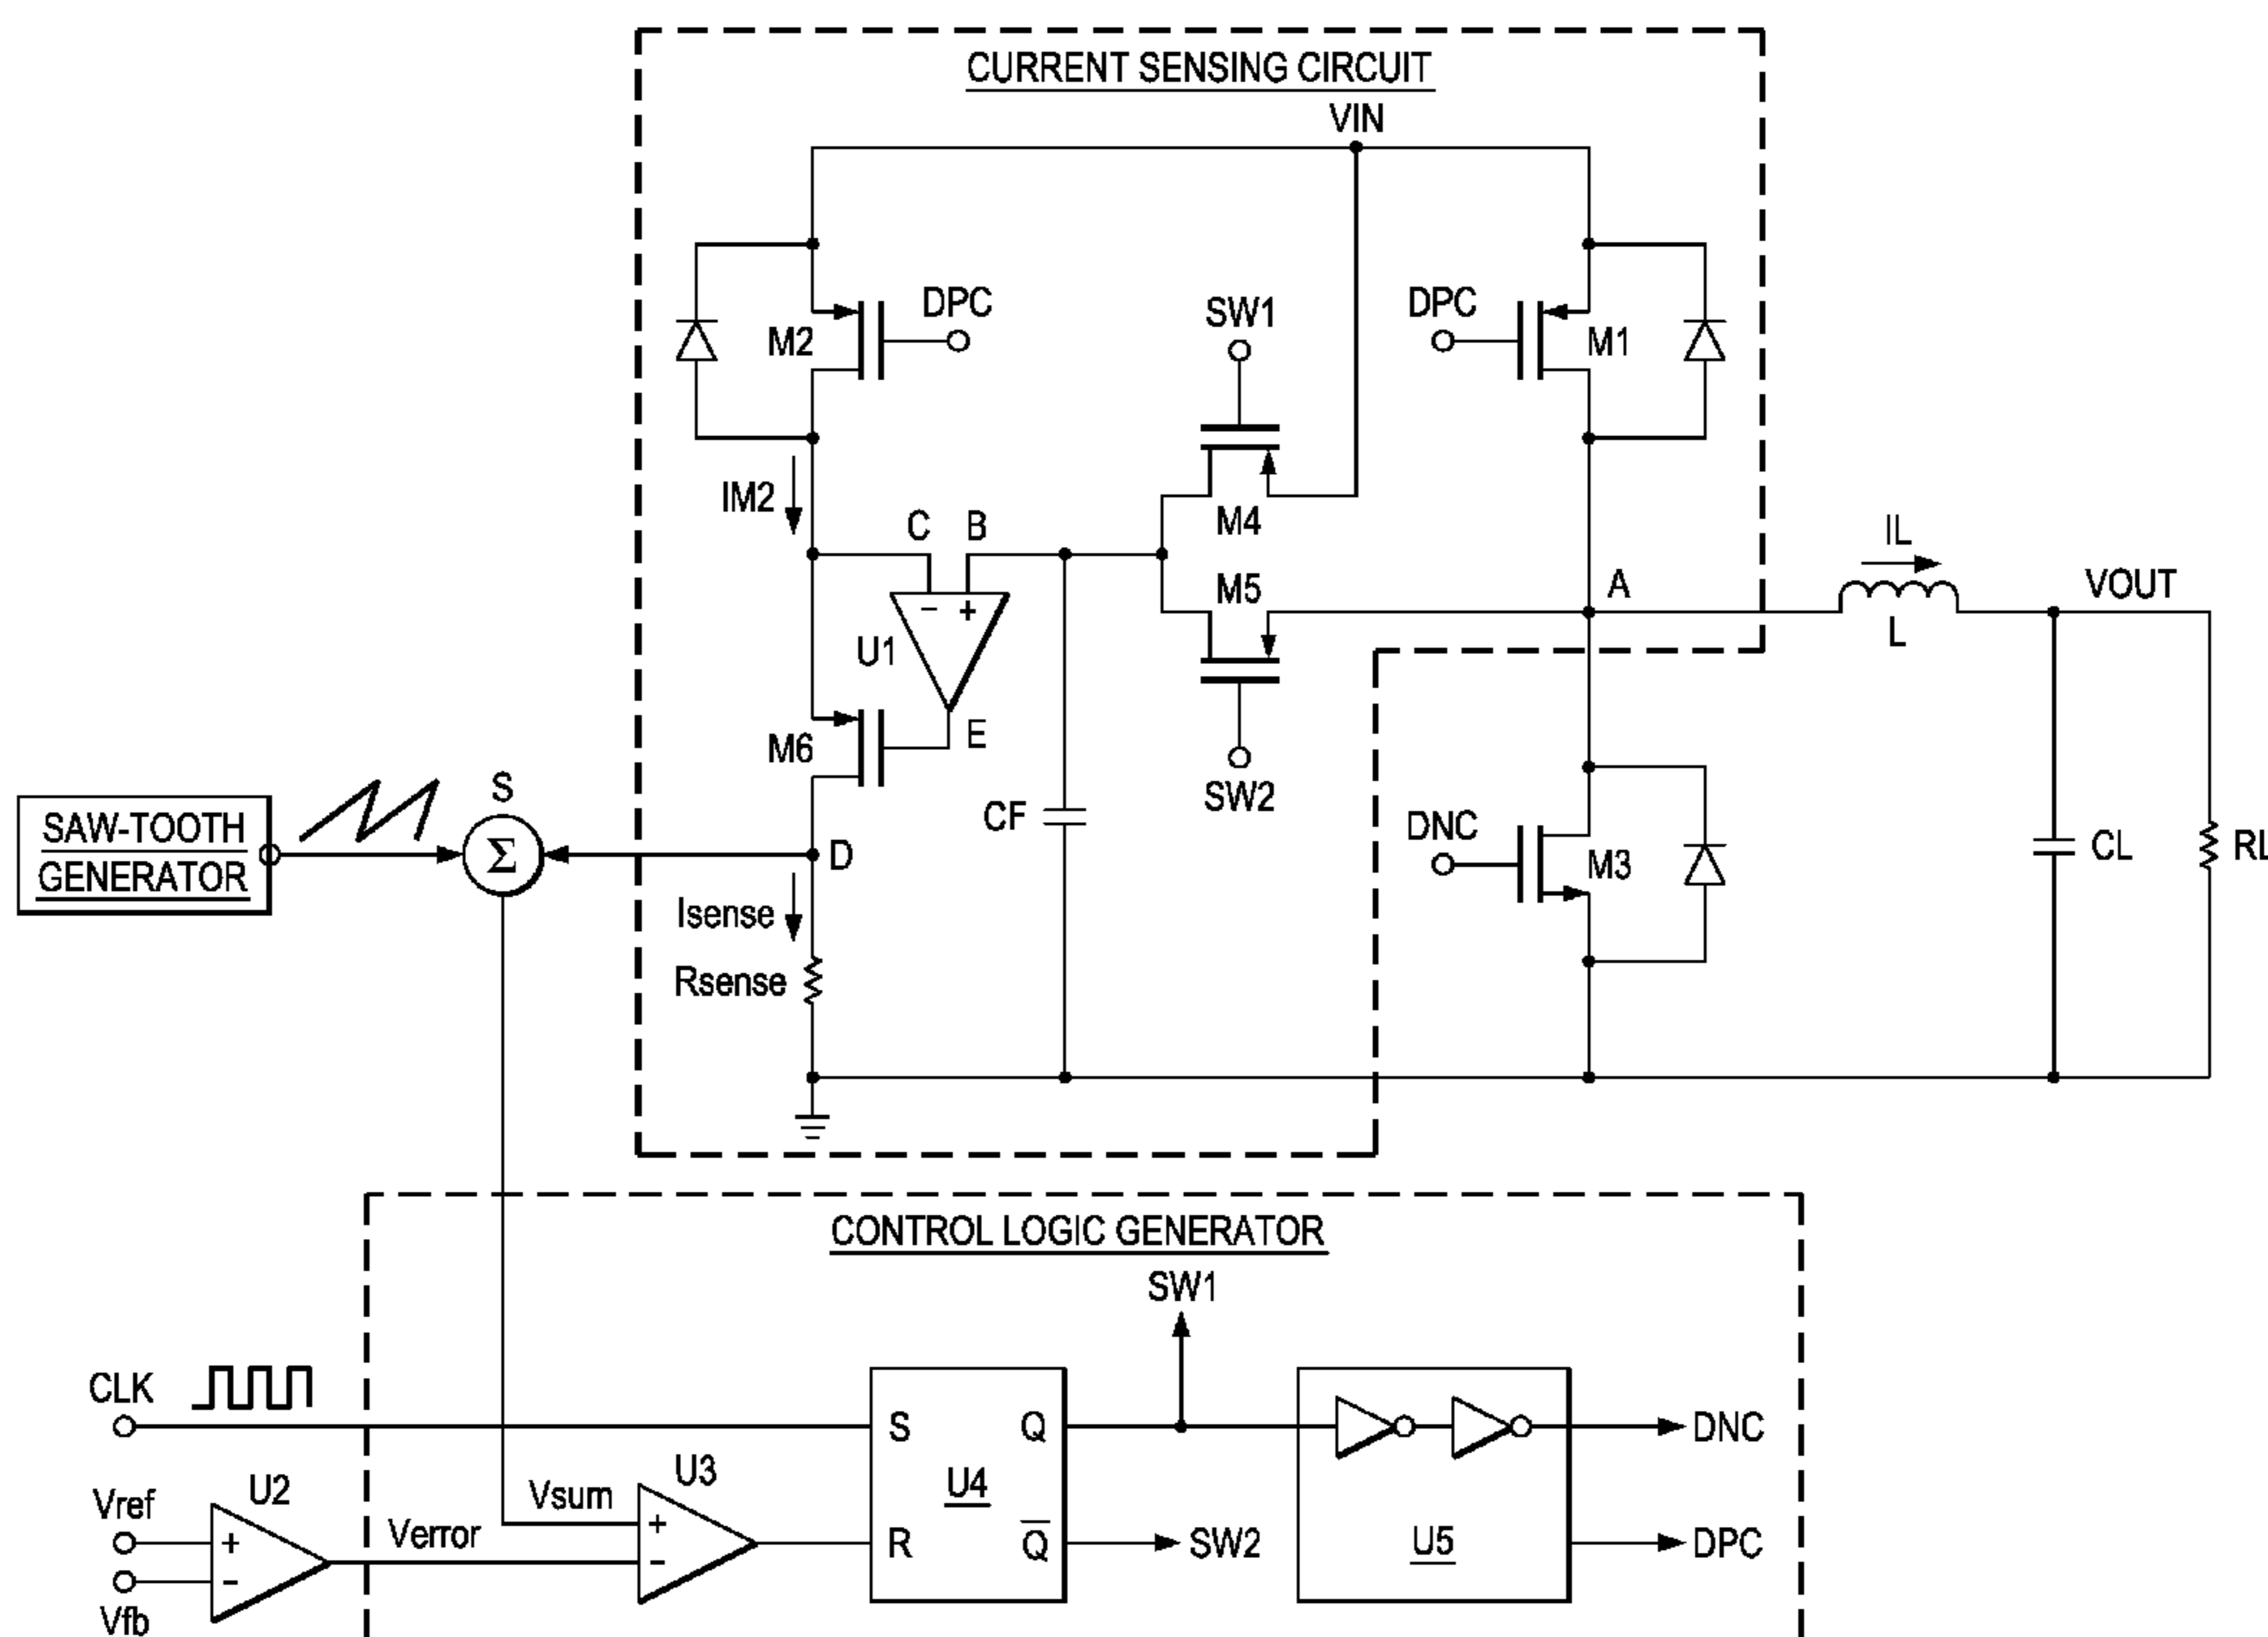 CURRENT SENSING CIRCUIT
VIN
DPC
M2
SW1
DPC
M1
IM2
C
B
M4
M5
A
IL
L
VOUT
U1
−
+
M6
E
SW2
CF
DNC
M3
CL
RL
SAW-TOOTH
GENERATOR
S
Σ
D
Isense
Rsense
CONTROL LOGIC GENERATOR
SW1
CLK
S
Q
DNC
U4
Vref
U2
+
−
Vfb
Verror
Vsum
U3
+
−
R
Q̅
SW2
U5
DPC